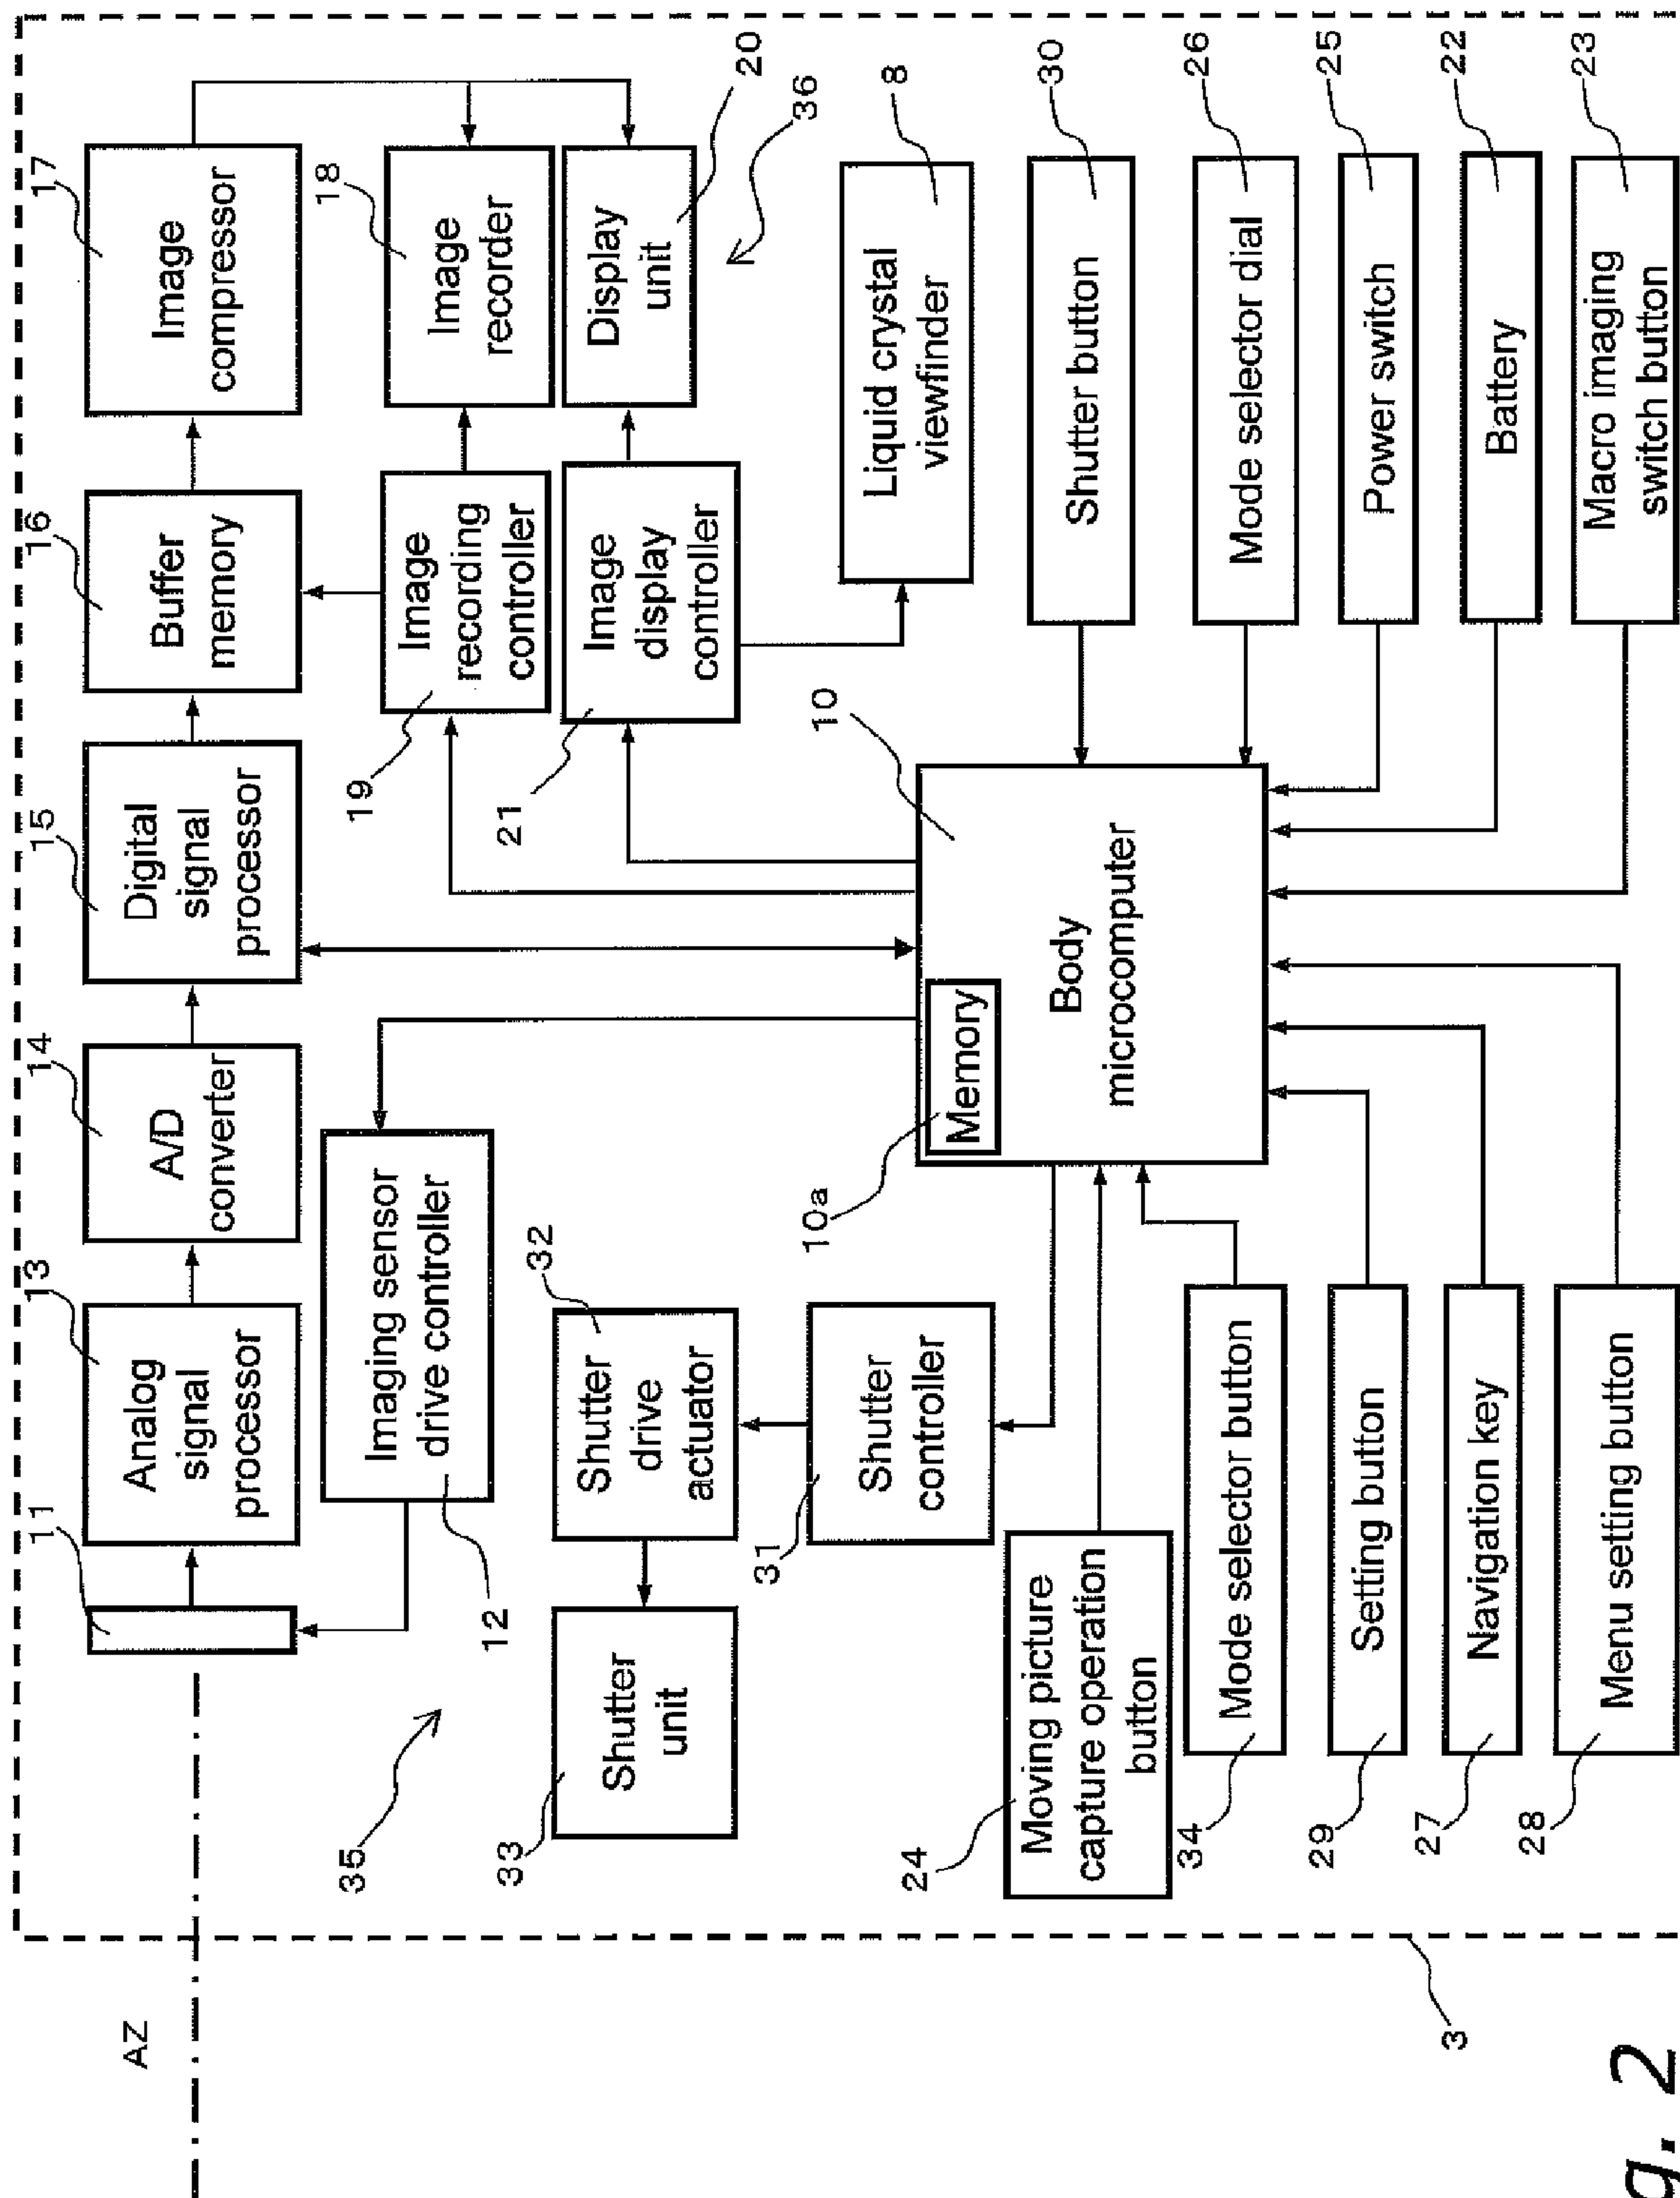 AZ
3
35
36
11
13
Analog
signal
processor
14
A/D
converter
15
Digital
signal
processor
16
Buffer
memory
17
Image
compressor
12
Imaging sensor
drive controller
19
Image
recording
controller
18
Image
recorder
21
Image
display
controller
20
Display
unit
33
Shutter
unit
32
Shutter
drive
actuator
31
Shutter
controller
8
Liquid crystal
viewfinder
10
Body
microcomputer
10a
Memory
24
Moving picture
capture operation
button
34
Mode selector button
29
Setting button
27
Navigation key
28
Menu setting button
30
Shutter button
26
Mode selector dial
25
Power switch
22
Battery
23
Macro imaging
switch button
g. 2